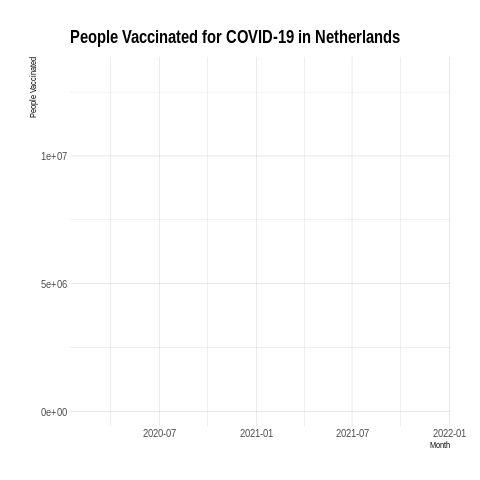 People Vaccinated for COVID-19 in Netherlands
People Vaccinated
1e+07
5e+06
0e+00
2020-07 2021-01 2021-07 2022-01
Month